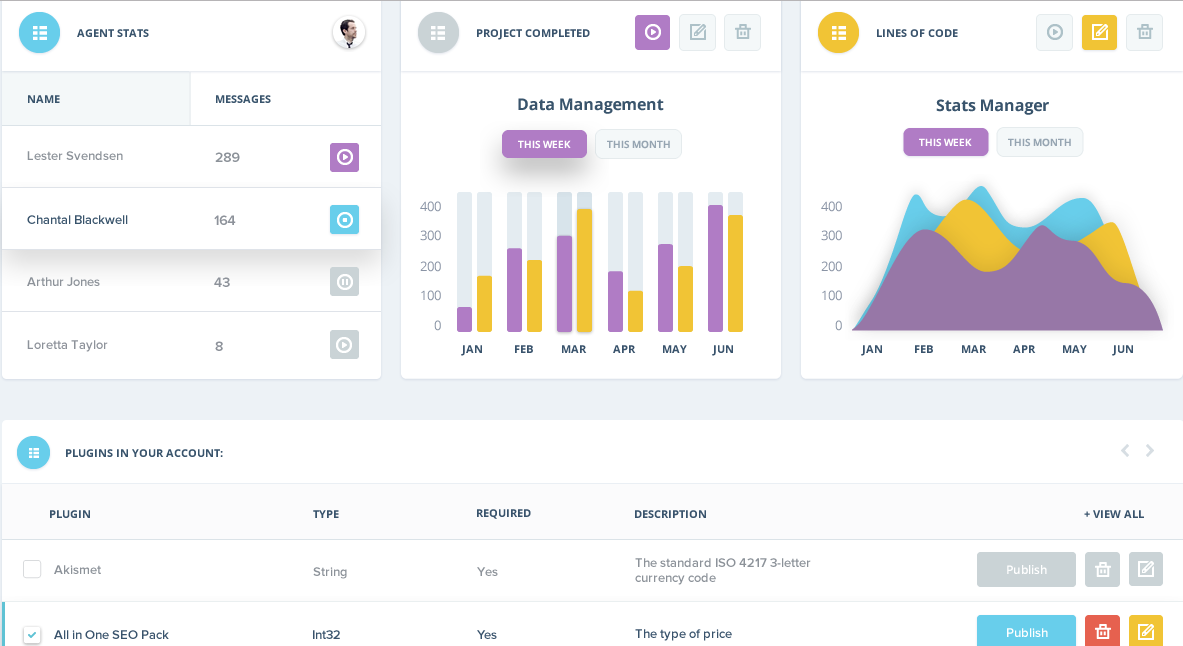 AGENT STATS
NAME MESSAGES
Lester Svendsen 289
Chantal Blackwell 164
Arthur Jones 43
Loretta Taylor 8
PROJECT COMPLETED
Data Management
THIS WEEK THIS MONTH
400
300
200
100
0
JAN FEB MAR APR MAY JUN
LINES OF CODE
Stats Manager
THIS WEEK THIS MONTH
400
300
200
100
0
JAN FEB MAR APR MAY JUN
PLUGINS IN YOUR ACCOUNT:
PLUGIN TYPE REQUIRED DESCRIPTION + VIEW ALL
Akismet String Yes The standard ISO 4217 3-letter
currency code
Publish
All in One SEO Pack Int32 Yes The type of price Publish